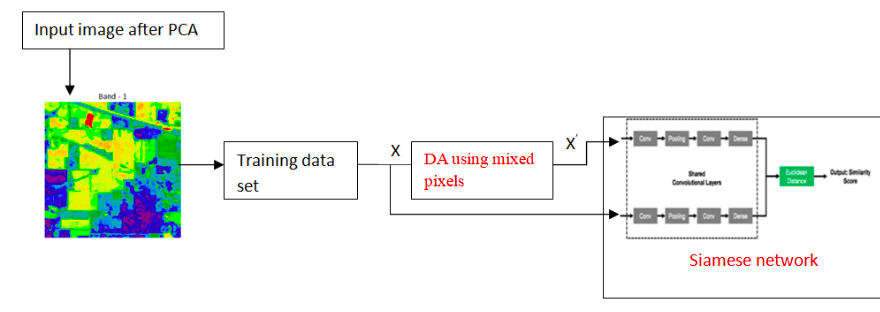 Input image after PCA
Band - 1
Training data
set
X
DA using mixed
pixels
X'
Conv
Pooling
Conv
Dense
Shared
Convolutional Layers
Euclidean
Distance
Output: Similarity
Score
Conv
Pooling
Conv
Dense
Siamese network